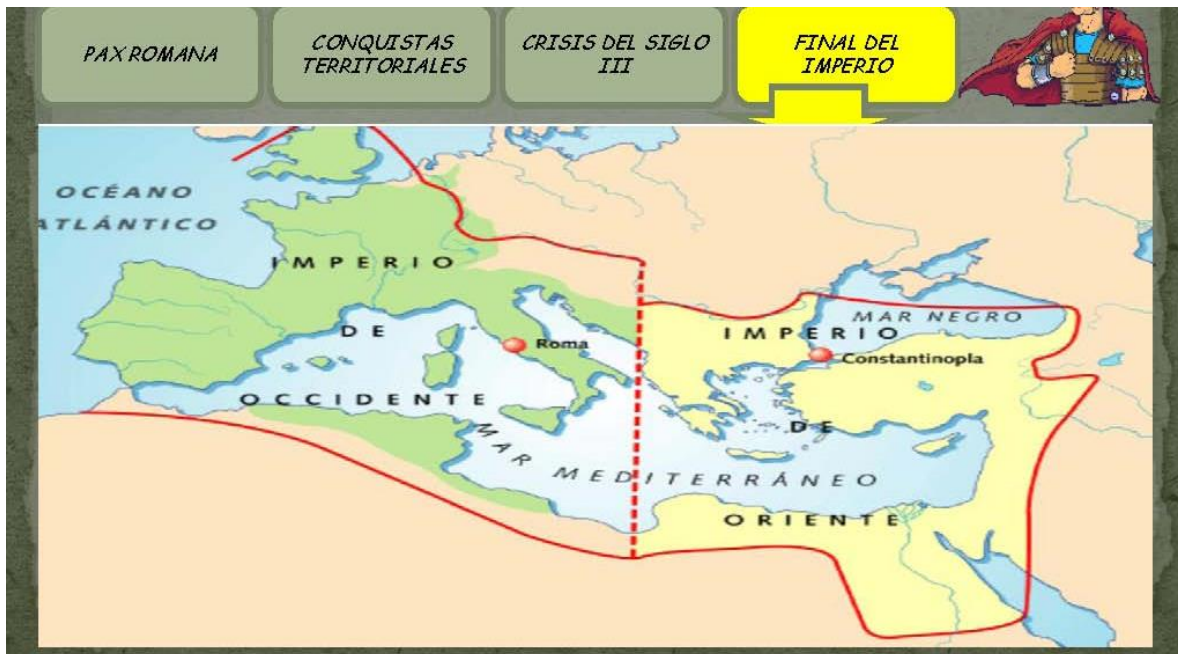 PAX ROMANA
CONQUISTAS
TERRITORIALES
CRISIS DEL SIGLO
III
FINAL DEL
IMPERIO
OCÉANO
ATLÁNTICO
IMPERIO
DE
OCCIDENTE
Roma
MAR MEDITERRÁNEO
MAR NEGRO
IMPERIO
Constantinopla
DE
ORIENTE